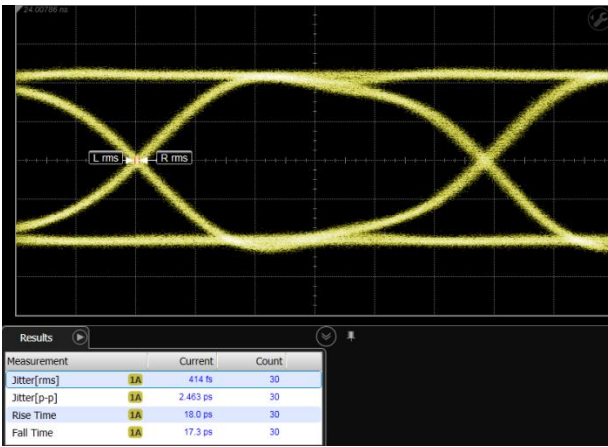 24.00786 ns
L rms R rms
Results
Measurement Current Count
Jitter[rms] 1A 414 fs 30
Jitter[p-p] 1A 2.463 ps 30
Rise Time 1A 18.0 ps 30
Fall Time 1A 17.3 ps 30